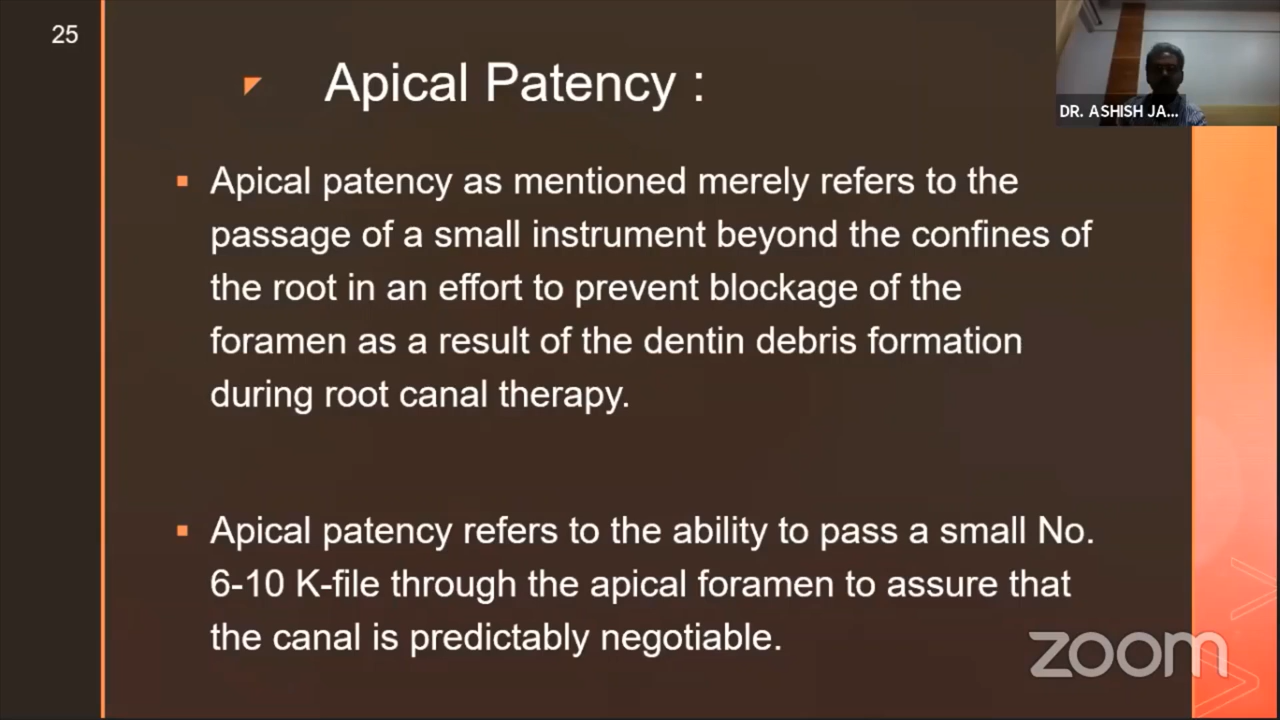 25
Apical Patency :
DR. ASHISH JA...
Apical patency as mentioned merely refers to the
passage of a small instrument beyond the confines of
the root in an effort to prevent blockage of the
foramen as a result of the dentin debris formation
during root canal therapy.
Apical patency refers to the ability to pass a small No.
6-10 K-file through the apical foramen to assure that
the canal is predictably negotiable.
zoom